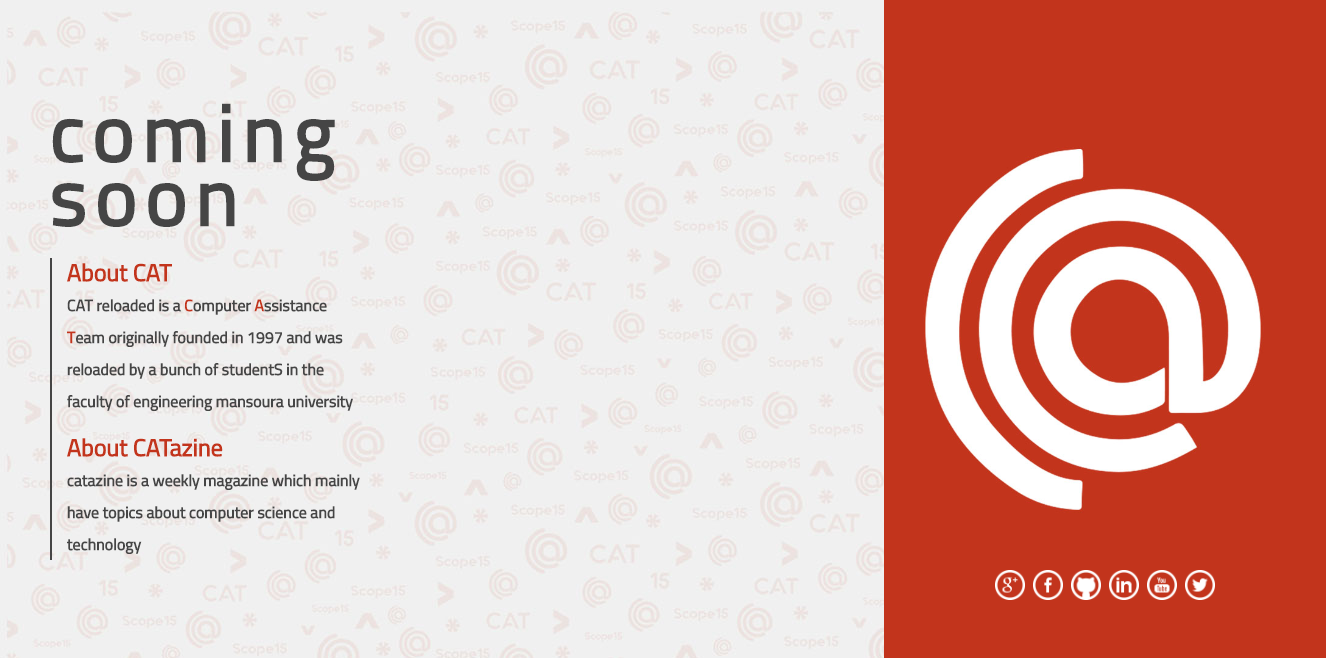 coming
soon
About CAT
CAT reloaded is a Computer Assistance
Team originally founded in 1997 and was
reloaded by a bunch of studentS in the
faculty of engineering mansoura university
About CATazine
catazine is a weekly magazine which mainly
have topics about computer science and
technology